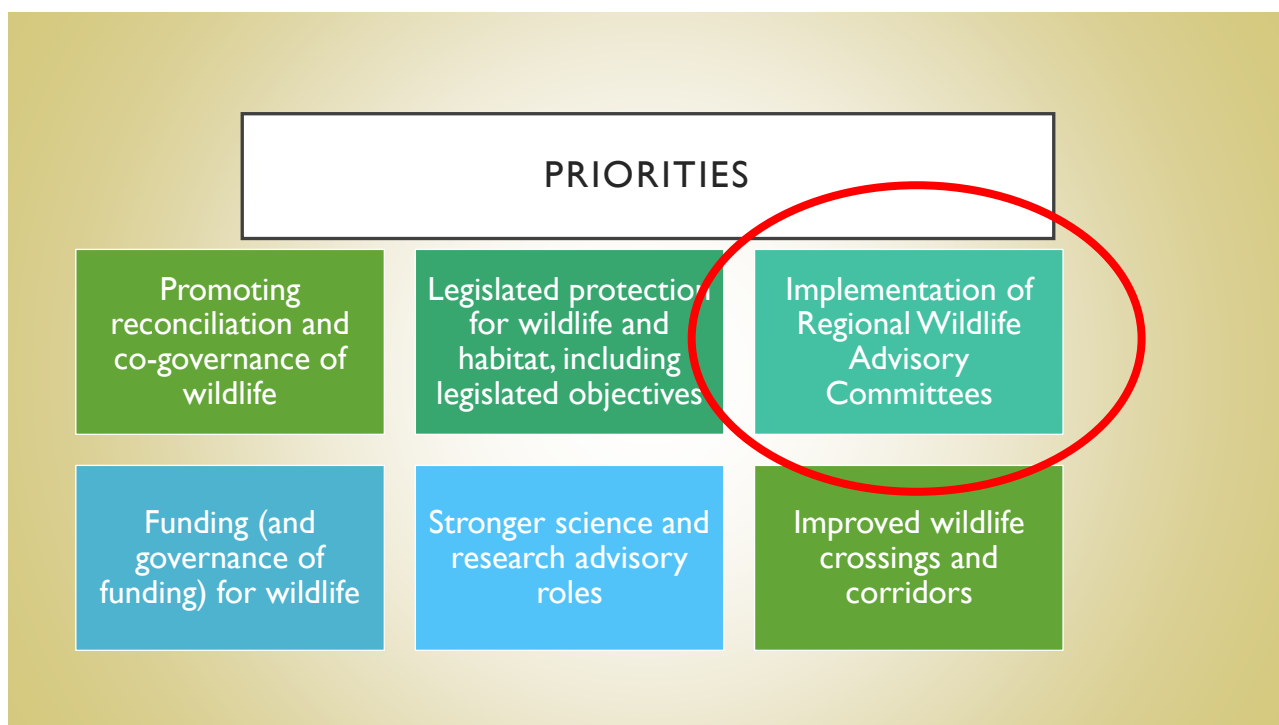 PRIORITIES
Promoting
reconciliation and
co-governance of
wildlife
Legislated protection
for wildlife and
habitat, including
legislated objectives
Implementation of
Regional Wildlife
Advisory
Committees
Funding (and
governance of
funding) for wildlife
Stronger science and
research advisory
roles
Improved wildlife
crossings and
corridors